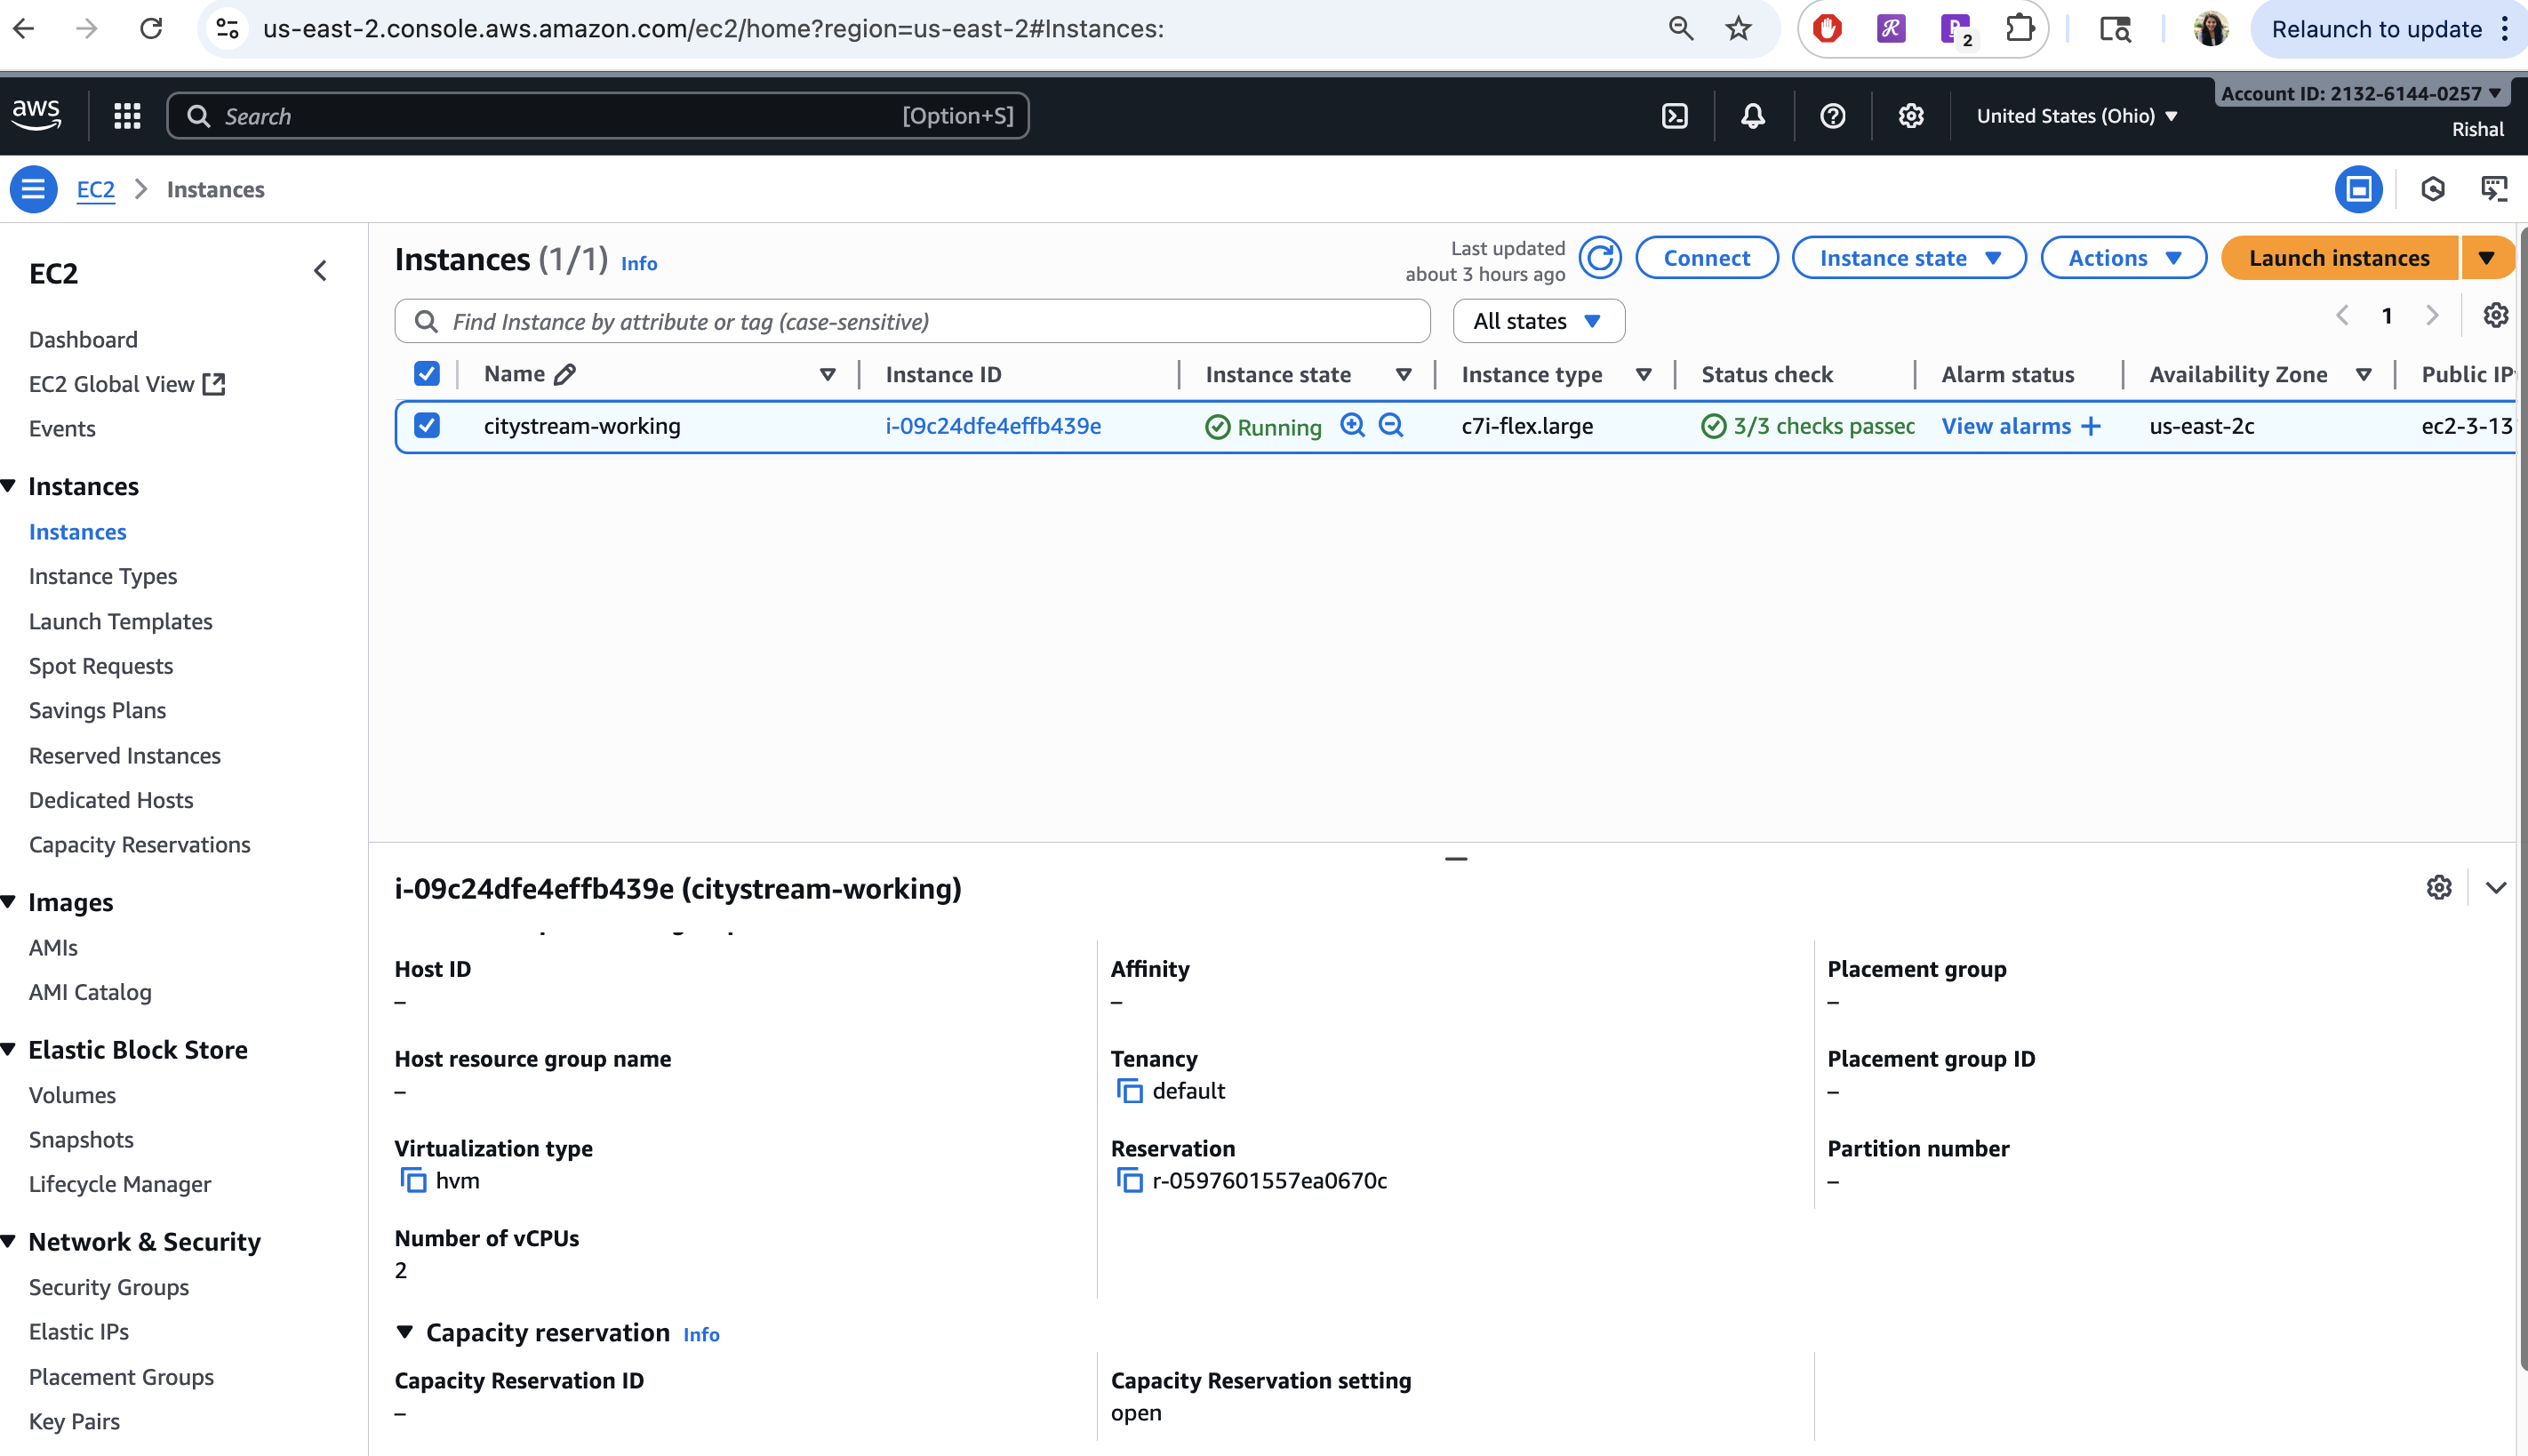 us-east-2.console.aws.amazon.com/ec2/home?region=us-east-2#Instances:
2
Relaunch to update
aws
Search
[Option+S]
United States (Ohio)
Account ID: 2132-6144-0257
Rishal
EC2
Instances
EC2
Dashboard
EC2 Global View
Events
Instances
Instances
Instance Types
Launch Templates
Spot Requests
Savings Plans
Reserved Instances
Dedicated Hosts
Capacity Reservations
Images
AMIs
AMI Catalog
Elastic Block Store
Volumes
Snapshots
Lifecycle Manager
Network & Security
Security Groups
Elastic IPs
Placement Groups
Key Pairs
Instances (1/1) Info
Last updated
about 3 hours ago
Connect
Instance state
Actions
Launch instances
Find Instance by attribute or tag (case-sensitive)
All states
1
Name Instance ID Instance state Instance type Status check Alarm status Availability Zone Public IP
citystream-working i-09c24dfe4effb439e Running c7i-flex.large 3/3 checks passec View alarms + us-east-2c ec2-3-13
i-09c24dfe4effb439e (citystream-working)
Host ID
–
Affinity
–
Placement group
–
Host resource group name
–
Tenancy
default
Placement group ID
–
Virtualization type
hvm
Reservation
r-0597601557ea0670c
Partition number
–
Number of vCPUs
2
Capacity reservation Info
Capacity Reservation ID
–
Capacity Reservation setting
open